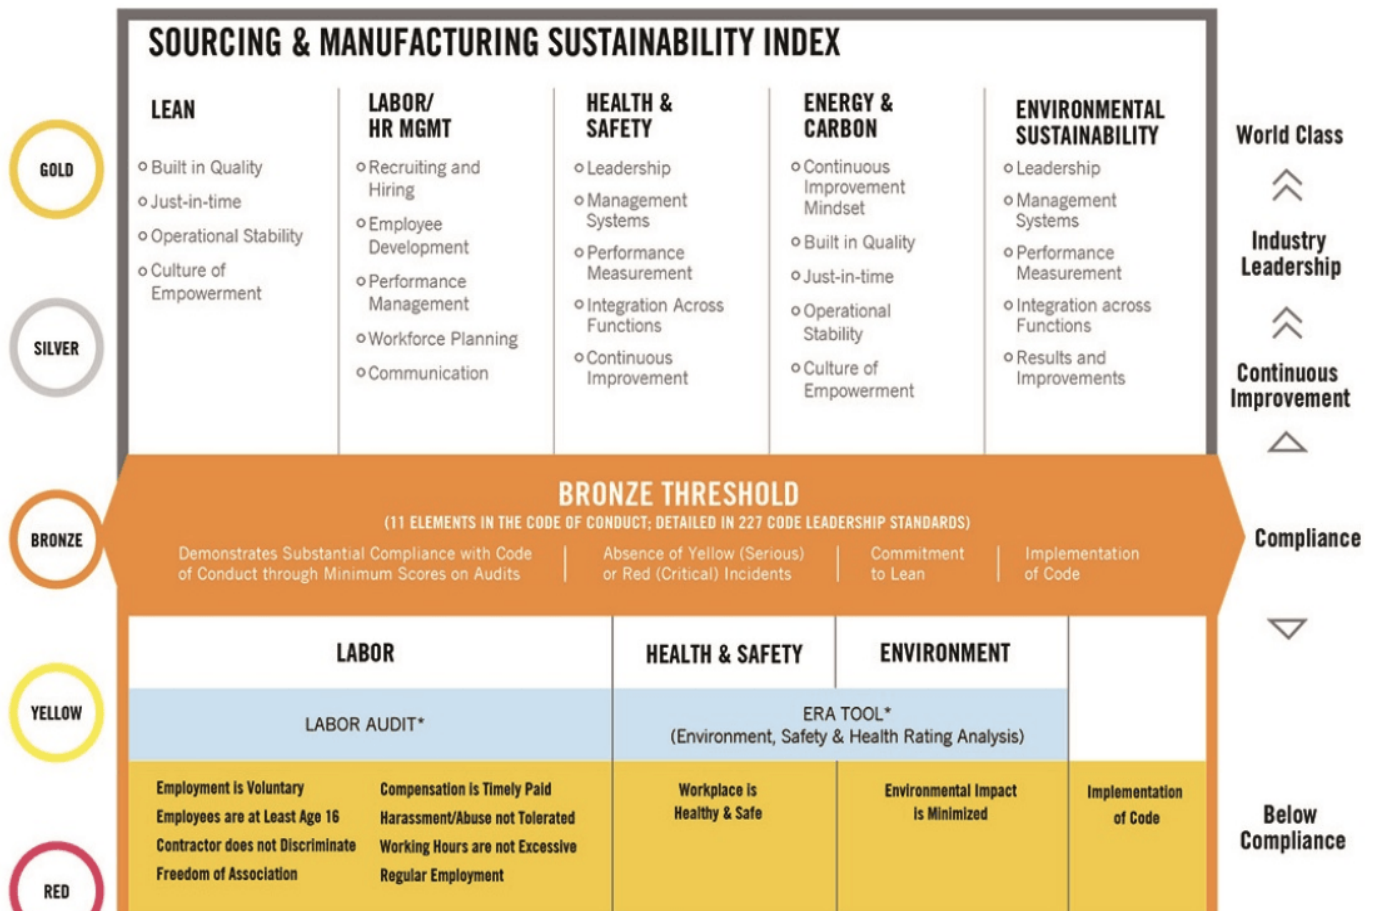 SOURCING & MANUFACTURING SUSTAINABILITY INDEX
GOLD
SILVER
BRONZE
YELLOW
RED
LEAN
Built in Quality
Just-in-time
Operational Stability
Culture of
Empowerment
LABOR/
HR MGMT
Recruiting and
Hiring
Employee
Development
Performance
Management
Workforce Planning
Communication
HEALTH &
SAFETY
Leadership
Management
Systems
Performance
Measurement
Integration Across
Functions
Continuous
Improvement
ENERGY &
CARBON
Continuous
Improvement
Mindset
Built in Quality
Just-in-time
Operational
Stability
Culture of
Empowerment
ENVIRONMENTAL
SUSTAINABILITY
Leadership
Management
Systems
Performance
Measurement
Integration across
Functions
Results and
Improvements
World Class
Industry
Leadership
Continuous
Improvement
Compliance
Below
Compliance
BRONZE THRESHOLD
(11 ELEMENTS IN THE CODE OF CONDUCT; DETAILED IN 227 CODE LEADERSHIP STANDARDS)
Demonstrates Substantial Compliance with Code
of Conduct through Minimum Scores on Audits
Absence of Yellow (Serious)
or Red (Critical) Incidents
Commitment
to Lean
Implementation
of Code
LABOR
HEALTH & SAFETY
ENVIRONMENT
LABOR AUDIT*
ERA TOOL*
(Environment, Safety & Health Rating Analysis)
Employment is Voluntary
Employees are at Least Age 16
Contractor does not Discriminate
Freedom of Association
Compensation is Timely Paid
Harassment/Abuse not Tolerated
Working Hours are not Excessive
Regular Employment
Workplace is
Healthy & Safe
Environmental Impact
is Minimized
Implementation
of Code